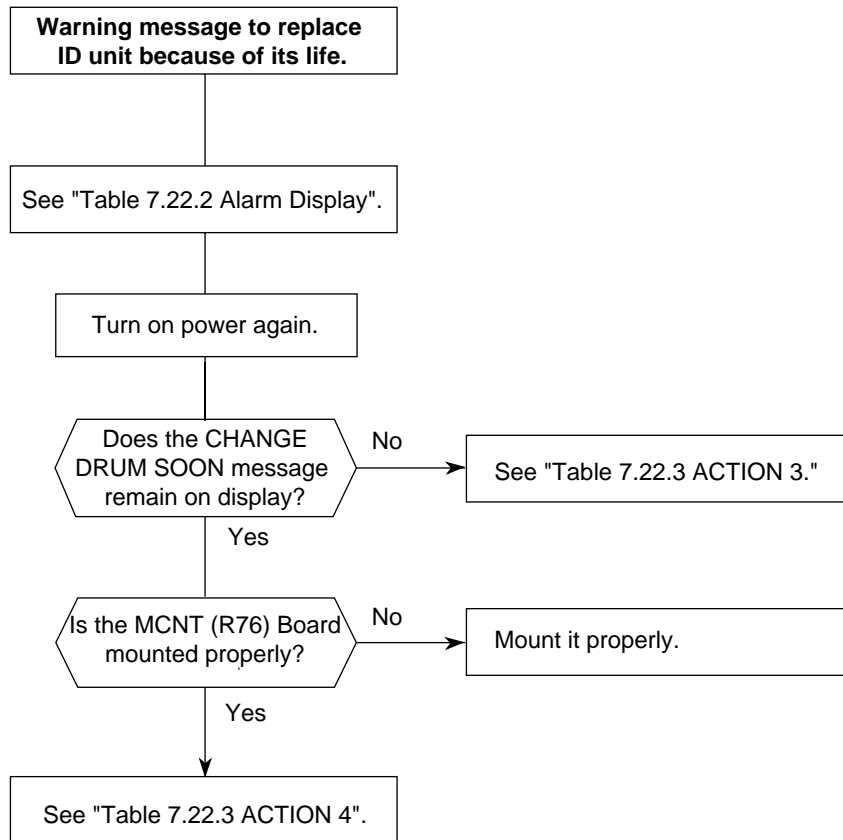 Warning message to replace
ID unit because of its life.
See "Table 7.22.2 Alarm Display".
Turn on power again.
Does the CHANGE
DRUM SOON message
remain on display?
No
See "Table 7.22.3 ACTION 3."
Yes
Is the MCNT (R76) Board
mounted properly?
No
Mount it properly.
Yes
See "Table 7.22.3 ACTION 4".